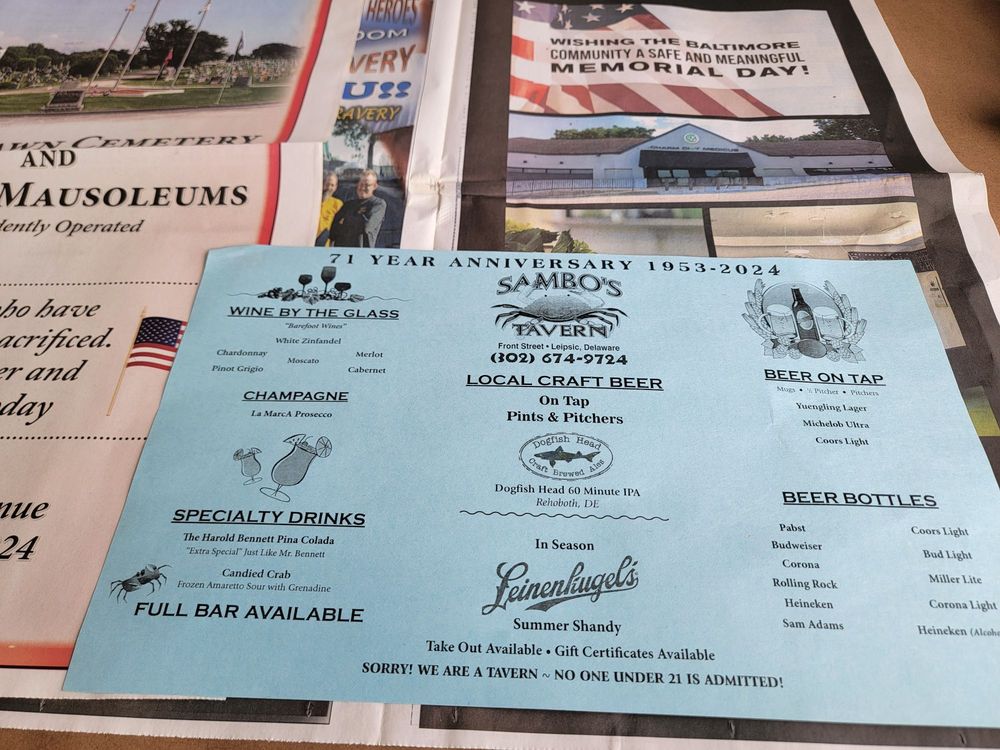 HEROES
DOM
VERY
U!!
BRAVERY
WISHING THE BALTIMORE
COMMUNITY A SAFE AND MEANINGFUL
MEMORIAL DAY!
AWN CEMETERY
AND
MAUSOLEUMS
dently Operated
ho have
acrificed.
er and
day
nue
24
71 YEAR ANNIVERSARY 1953-2024
WINE BY THE GLASS
"Barefoot Wines"
White Zinfandel
Chardonnay
Moscato
Merlot
Pinot Grigio
Cabernet
CHAMPAGNE
La MarcA Prosecco
SPECIALTY DRINKS
The Harold Bennett Pina Colada
"Extra Special" Just Like Mr. Bennett
Candied Crab
Frozen Amaretto Sour with Grenadine
FULL BAR AVAILABLE
SAMBO'S
TAVERN
Front Street • Leipsic, Delaware
(302) 674-9724
LOCAL CRAFT BEER
On Tap
Pints & Pitchers
Dogfish Head
Craft Brewed Ales
Dogfish Head 60 Minute IPA
Rehoboth, DE
In Season
Leinenkugel's
Summer Shandy
BEER ON TAP
Mugs • ½ Pitcher • Pitchers
Yuengling Lager
Michelob Ultra
Coors Light
BEER BOTTLES
Pabst
Budweiser
Corona
Rolling Rock
Heineken
Sam Adams
Coors Light
Bud Light
Miller Lite
Corona Light
Heineken (Alcoho
Take Out Available • Gift Certificates Available
SORRY! WE ARE A TAVERN ~ NO ONE UNDER 21 IS ADMITTED!